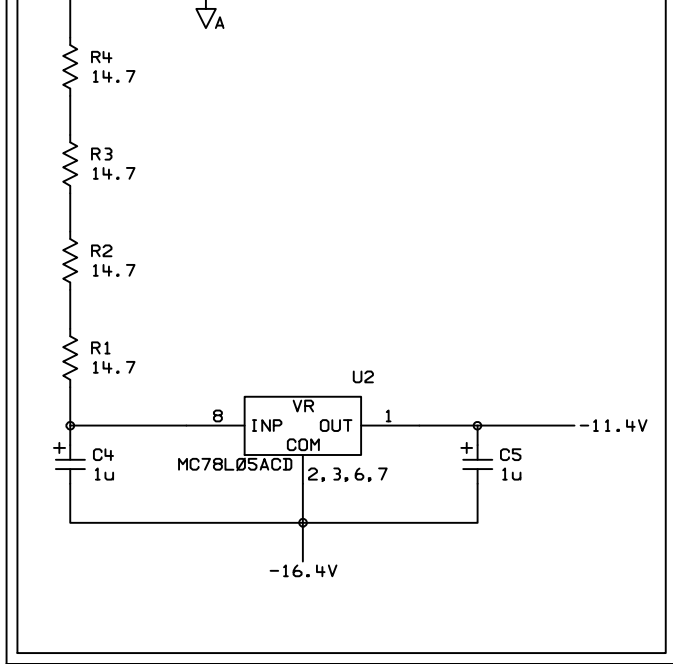 A
R4
14.7
R3
14.7
R2
14.7
R1
14.7
U2
VR
8 INP OUT 1
COM
-11.4V
C4
1u
MC78LØ5ACD
2,3,6,7
C5
1u
-16.4V